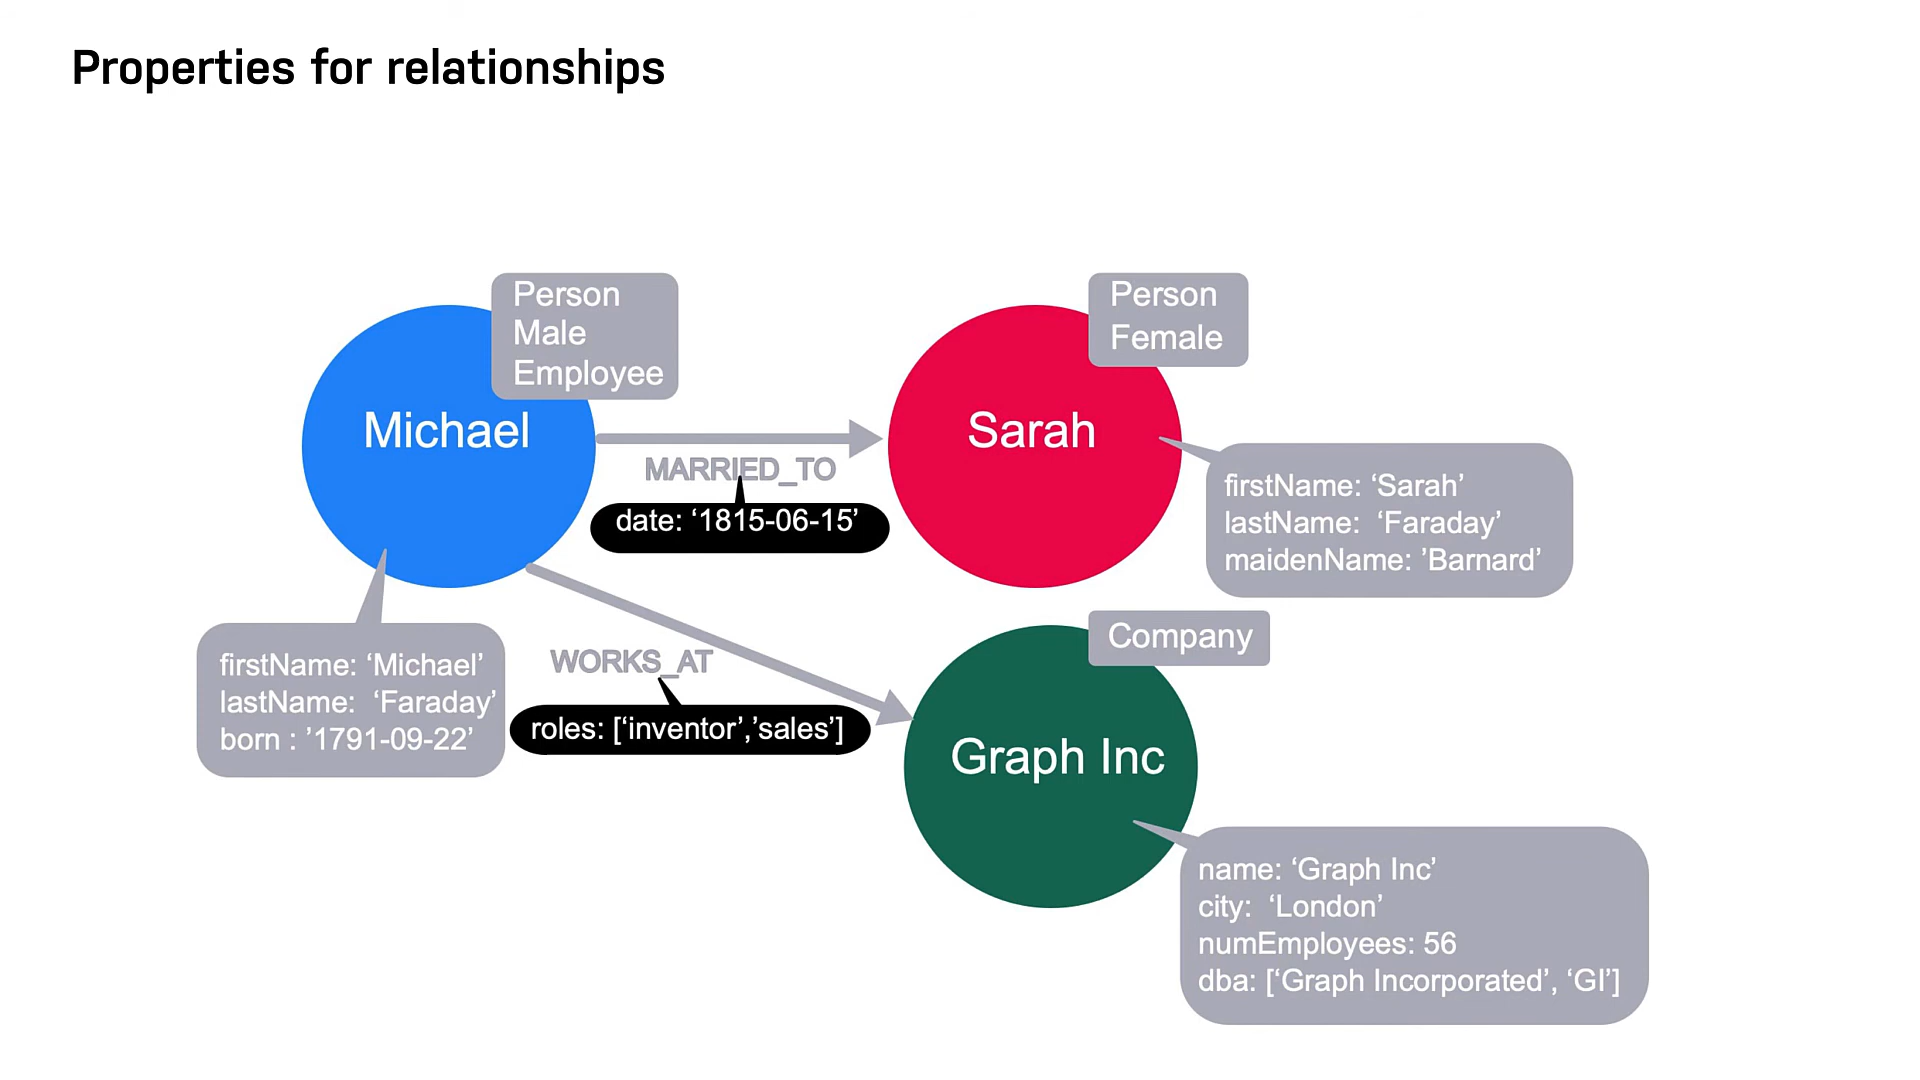 Properties for relationships
Person
Male
Employee
Michael
Person
Female
Sarah
MARRIED_TO
date: ‘1815-06-15’
firstName: ‘Sarah’
lastName:  ‘Faraday’
maidenName: ’Barnard’
firstName: ‘Michael’
lastName:  ‘Faraday’
born : ’1791-09-22’
WORKS_AT
roles: [‘inventor’,’sales’]
Company
Graph Inc
name: ‘Graph Inc’
city:  ‘London’
numEmployees: 56
dba: [‘Graph Incorporated’, ‘GI’]